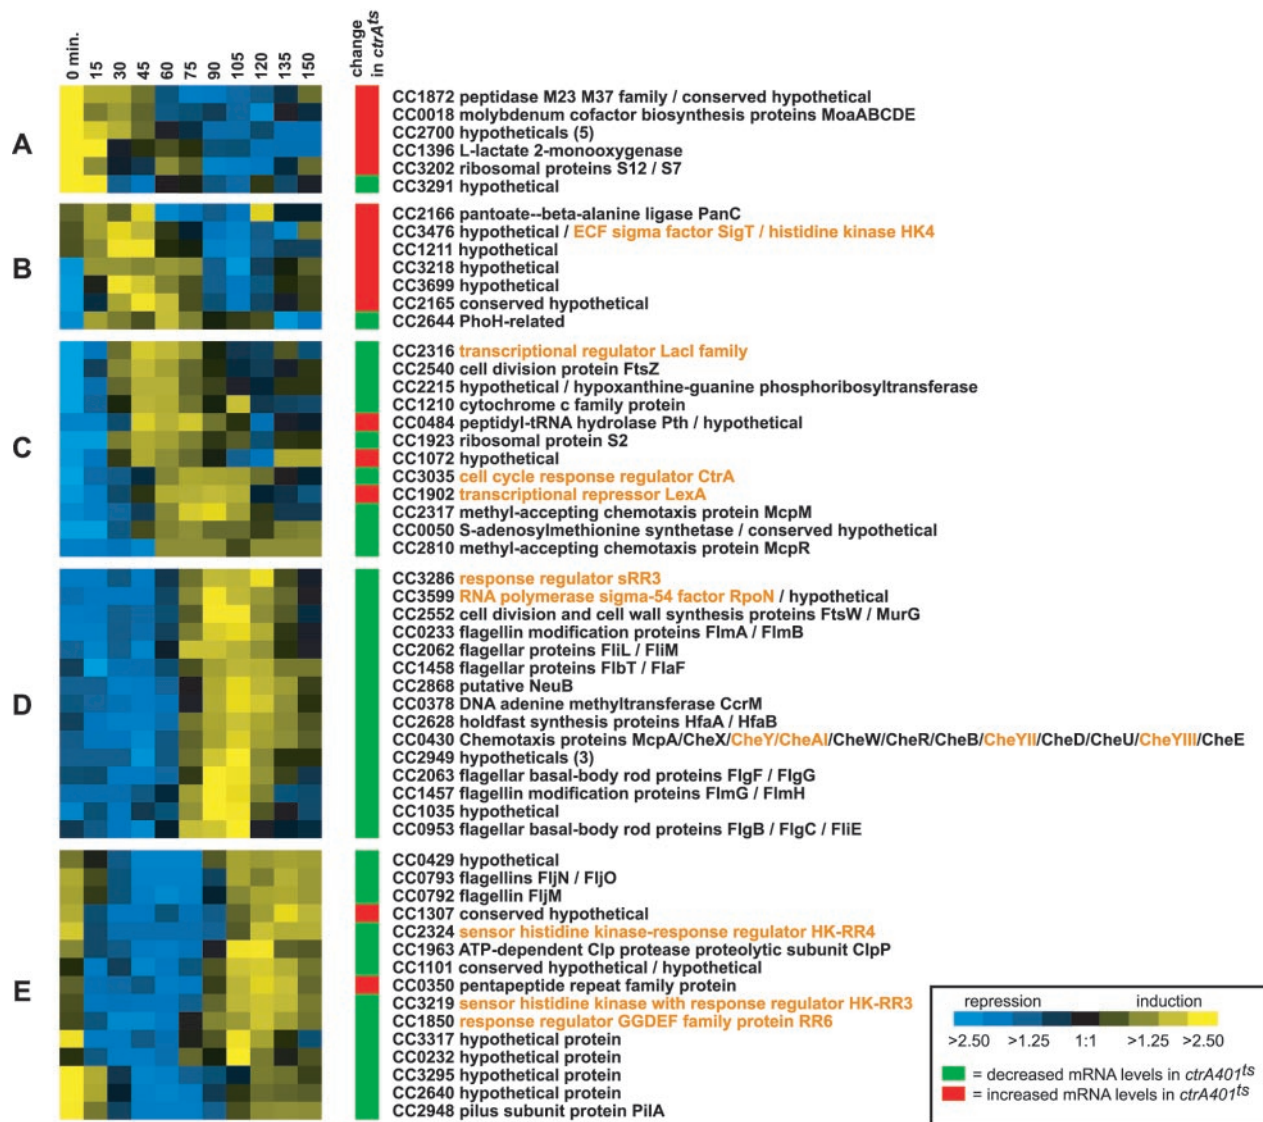 0 min. 15 30 45 60 75 90 105 120 135 150 change in ctrA^ts
A
CC1872 peptidase M23 M37 family / conserved hypothetical
CC0018 molybdenum cofactor biosynthesis proteins MoaABCDE
CC2700 hypotheticals (5)
CC1396 L-lactate 2-monooxygenase
CC3202 ribosomal proteins S12 / S7
CC3291 hypothetical
B
CC2166 pantoate--beta-alanine ligase PanC
CC3476 hypothetical / ECF sigma factor SigT / histidine kinase HK4
CC1211 hypothetical
CC3218 hypothetical
CC3699 hypothetical
CC2165 conserved hypothetical
CC2644 PhoH-related
C
CC2316 transcriptional regulator LacI family
CC2540 cell division protein FtsZ
CC2215 hypothetical / hypoxanthine-guanine phosphoribosyltransferase
CC1210 cytochrome c family protein
CC0484 peptidyl-tRNA hydrolase Pth / hypothetical
CC1923 ribosomal protein S2
CC1072 hypothetical
CC3035 cell cycle response regulator CtrA
CC1902 transcriptional repressor LexA
CC2317 methyl-accepting chemotaxis protein McpM
CC0050 S-adenosylmethionine synthetase / conserved hypothetical
CC2810 methyl-accepting chemotaxis protein McpR
D
CC3286 response regulator sRR3
CC3599 RNA polymerase sigma-54 factor RpoN / hypothetical
CC2552 cell division and cell wall synthesis proteins FtsW / MurG
CC0233 flagellin modification proteins FlmA / FlmB
CC2062 flagellar proteins FliL / FliM
CC1458 flagellar proteins FlbT / FlaF
CC2868 putative NeuB
CC0378 DNA adenine methyltransferase CcrM
CC2628 holdfast synthesis proteins HfaA / HfaB
CC0430 Chemotaxis proteins McpA/CheX/CheY/CheAI/CheW/CheR/CheB/CheYII/CheD/CheU/CheYIII/CheE
CC2949 hypotheticals (3)
CC2063 flagellar basal-body rod proteins FlgF / FlgG
CC1457 flagellin modification proteins FlmG / FlmH
CC1035 hypothetical
CC0953 flagellar basal-body rod proteins FlgB / FlgC / FliE
E
CC0429 hypothetical
CC0793 flagellins FljN / FljO
CC0792 flagellin FljM
CC1307 conserved hypothetical
CC2324 sensor histidine kinase-response regulator HK-RR4
CC1963 ATP-dependent Clp protease proteolytic subunit ClpP
CC1101 conserved hypothetical / hypothetical
CC0350 pentapeptide repeat family protein
CC3219 sensor histidine kinase with response regulator HK-RR3
CC1850 response regulator GGDEF family protein RR6
CC3317 hypothetical protein
CC0232 hypothetical protein
CC3295 hypothetical protein
CC2640 hypothetical protein
CC2948 pilus subunit protein PilA
repression induction
>2.50 >1.25 1:1 >1.25 >2.50
= decreased mRNA levels in ctrA401^ts
= increased mRNA levels in ctrA401^ts